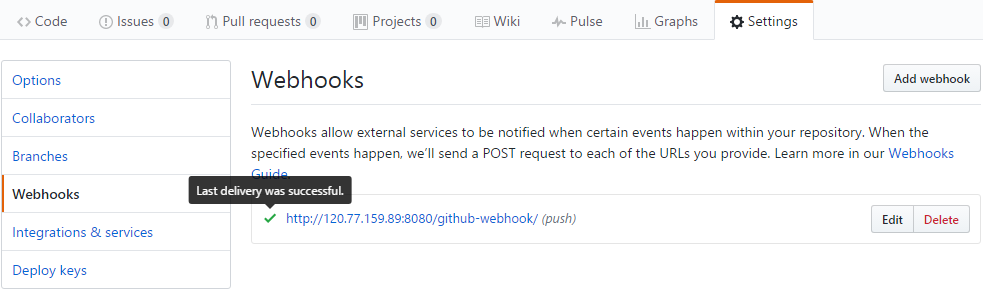 Code Issues 0 Pull requests 0 Projects 0 Wiki Pulse Graphs Settings
Options
Collaborators
Branches
Webhooks
Integrations & services
Deploy keys
Webhooks
Add webhook
Webhooks allow external services to be notified when certain events happen within your repository. When the
specified events happen, we'll send a POST request to each of the URLs you provide. Learn more in our Webhooks
Guide.
Last delivery was successful.
http://120.77.159.89:8080/github-webhook/ (push)
Edit Delete